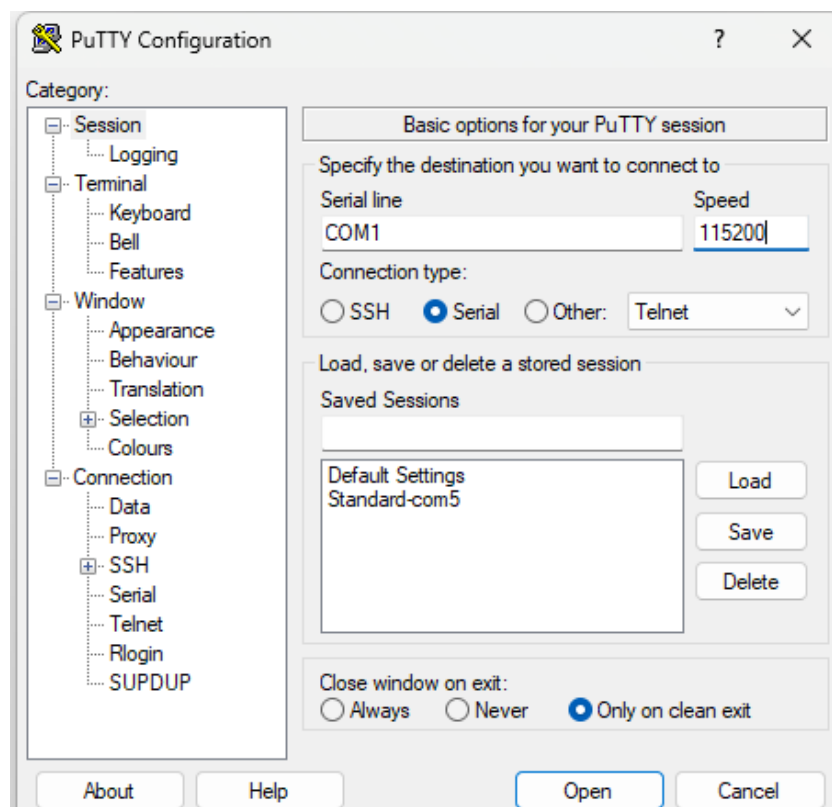 PuTTY Configuration
?
Category:
Session
Logging
Terminal
Keyboard
Bell
Features
Window
Appearance
Behaviour
Translation
Selection
Colours
Connection
Data
Proxy
SSH
Serial
Telnet
Rlogin
SUPDUP
Basic options for your PuTTY session
Specify the destination you want to connect to
Serial line Speed
COM1 115200
Connection type:
SSH Serial Other: Telnet
Load, save or delete a stored session
Saved Sessions
Default Settings
Standard-com5
Load
Save
Delete
Close window on exit:
Always Never Only on clean exit
About Help Open Cancel